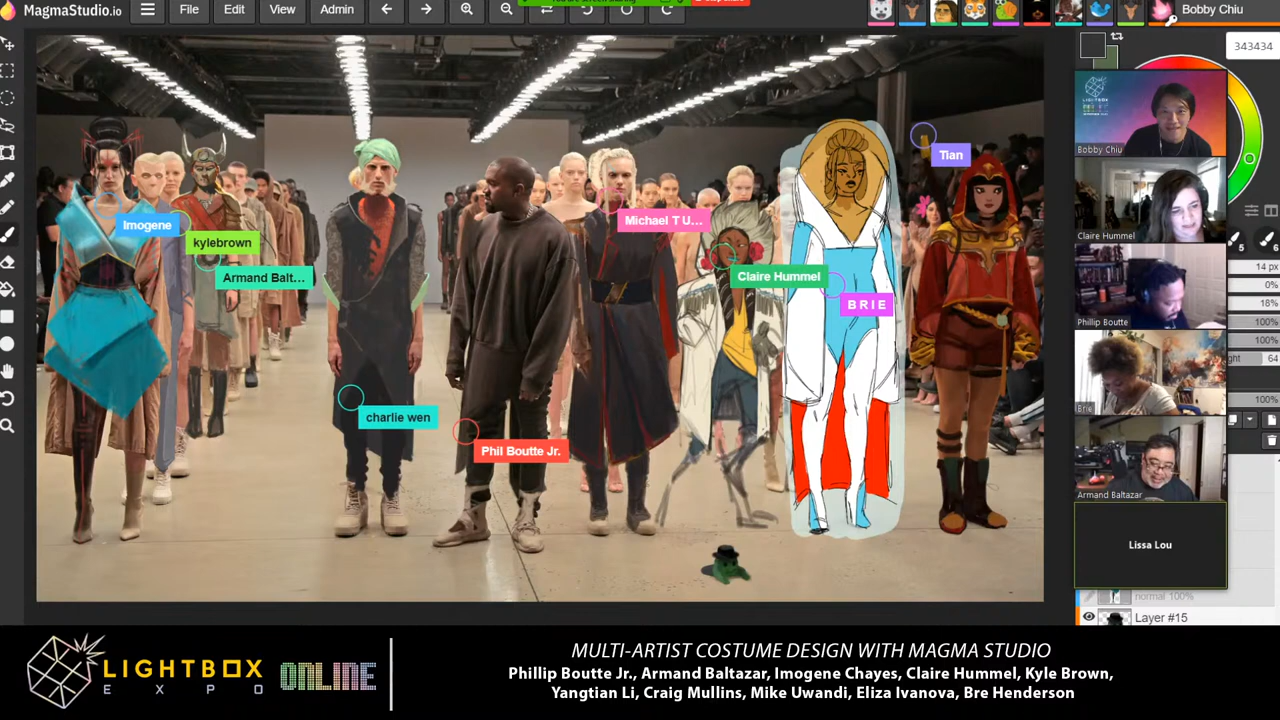 MagmaStudio.io
File
Edit
View
Admin
Bobby Chiu
343434
Bobby Chiu
Tian
Imogene
Michael T U...
kylebrown
Claire Hummel
5
6
14 px
Armand Balt...
Claire Hummel
0%
BRIE
18%
100%
Phillip Boutte
100%
ght
64
100%
charlie wen
Brie
Phil Boutte Jr.
Armand Baltazar
Lissa Lou
normal 100%
Layer #15
LIGHTBOX
EXPO
ONLINE
MULTI-ARTIST COSTUME DESIGN WITH MAGMA STUDIO
Phillip Boutte Jr., Armand Baltazar, Imogene Chayes, Claire Hummel, Kyle Brown,
Yangtian Li, Craig Mullins, Mike Uwandi, Eliza Ivanova, Bre Henderson